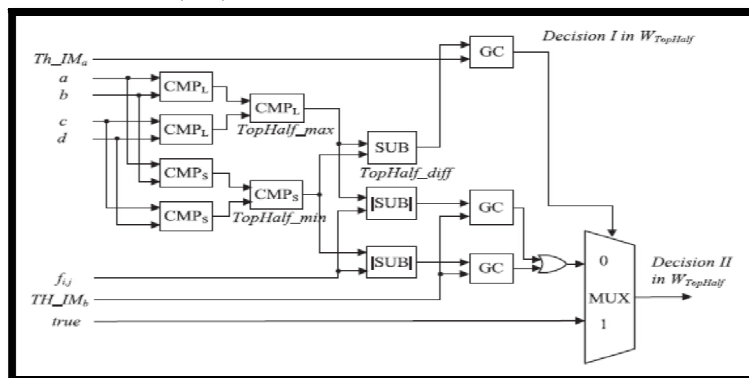 Decision I in W_TopHalf
Th_IM_a
GC
a
b
CMP_L
CMP_L
c
d
CMP_L
TopHalf_max
SUB
TopHalf_diff
CMP_S
CMP_S
TopHalf_min
CMP_S
|SUB|
GC
|SUB|
GC
f_i,j
TH_IM_b
true
0
MUX
1
Decision II
in W_TopHalf